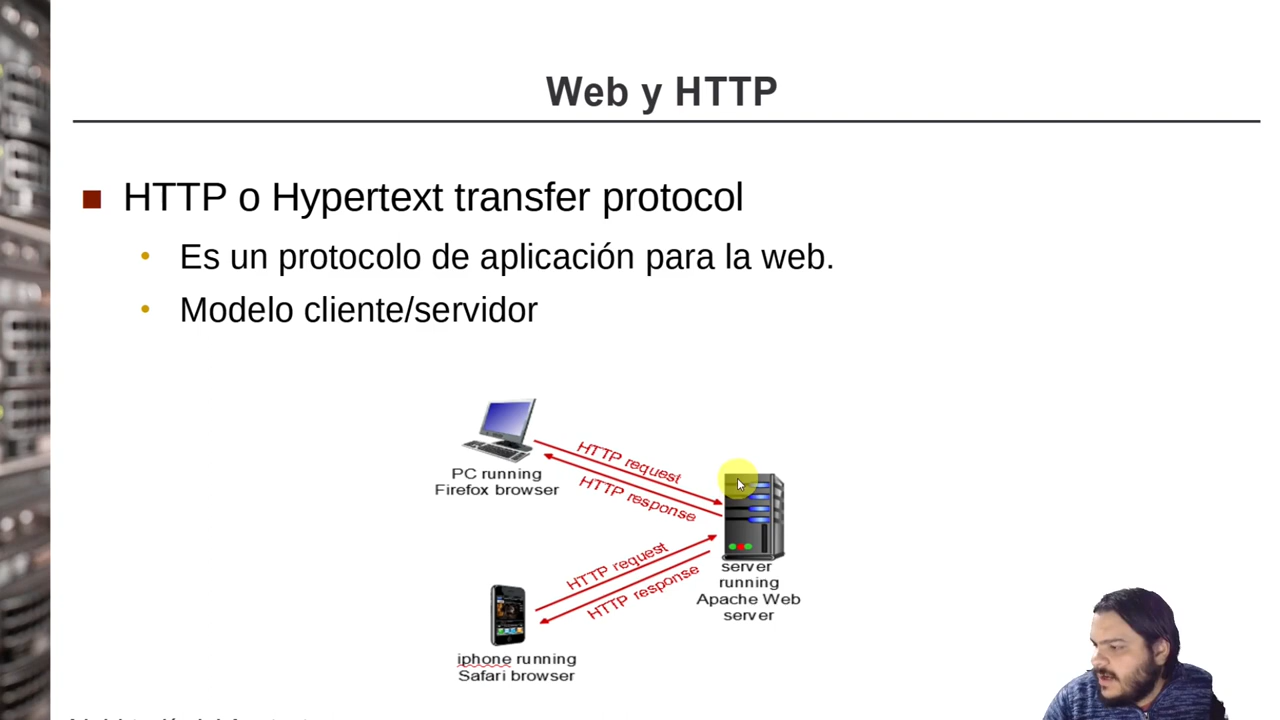 Web y HTTP
HTTP o Hypertext transfer protocol
Es un protocolo de aplicación para la web.
Modelo cliente/servidor
HTTP request
HTTP response
PC running
Firefox browser
HTTP request
HTTP response
server
running
Apache Web
server
iphone running
Safari browser